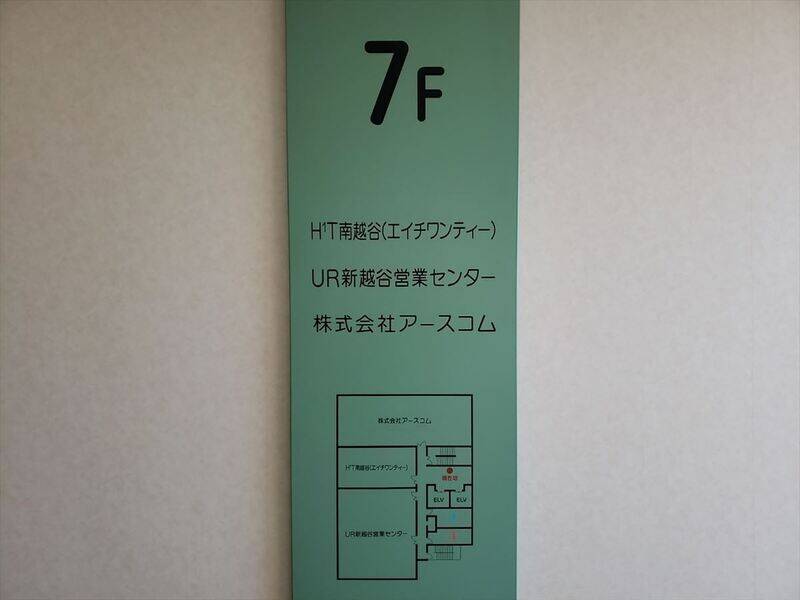 7F
H¹T南越谷(エイチワンティー)
UR新越谷営業センター
株式会社アースコム
株式会社アースコム
H¹T南越谷(エイチワンティー)
現在地
ELV ELV
UR新越谷営業センター